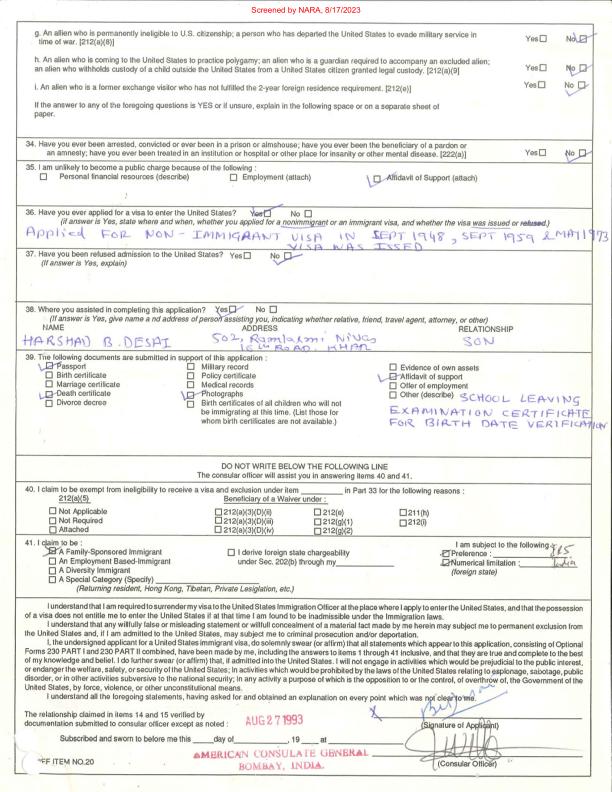 Screened by NARA, 8/17/2023
g. An allen who is permanently ineligible to U.S. citizenship; a person who has departed the United States to evade military service in
time of war. [212(a)(8)]
Yes☐ No☑
h. An alien who is coming to the United States to practice polygamy; an alien who is a guardian required to accompany an excluded alien;
an alien who withholds custody of a child outside the United States from a United States citizen granted legal custody. [212(a)(9]
Yes☐ No☑
i. An alien who is a former exchange visitor who has not fulfilled the 2-year foreign residence requirement. [212(e)]
Yes☐ No☑
If the answer to any of the foregoing questions is YES or if unsure, explain in the following space or on a separate sheet of
paper.
34. Have you ever been arrested, convicted or ever been in a prison or almshouse; have you ever been the beneficiary of a pardon or
an amnesty; have you ever been treated in an institution or hospital or other place for insanity or other mental disease. [222(a)]
Yes☐ No☑
35. I am unlikely to become a public charge because of the following :
☐ Personal financial resources (describe) ☐ Employment (attach) ☑ Affidavit of Support (attach)
36. Have you ever applied for a visa to enter the United States? Yes☑ No ☐
(if answer is Yes, state where and when, whether you applied for a nonimmigrant or an immigrant visa, and whether the visa was issued or refused.)
APPlied FOR NON - IMMIGRANT VISA IN SEPT 1948, SEPT 1959 & MAY 1973
VISA WAS ISSED
37. Have you been refused admission to the United States? Yes☐ No ☑
(If answer is Yes, explain)
38. Where you assisted in completing this application? Yes☑ No ☐
(If answer is Yes, give name a nd address of person assisting you, indicating whether relative, friend, travel agent, attorney, or other)
NAME ADDRESS RELATIONSHIP
HARSHAD B. DESAI 502, Ramlaxmi Nivas SON
16th ROAD. KHAR
39. The following documents are submitted in support of this application :
☑ Passport ☐ Military record ☐ Evidence of own assets
☐ Birth certificate ☐ Policy certificate ☑ Affidavit of support
☐ Marriage certificate ☐ Medical records ☐ Offer of employment
☑ Death certificate ☑ Photographs ☐ Other (describe) SCHOOL LEAVING
☐ Divorce decree ☐ Birth certificates of all children who will not EXAMINATION CERTIFICATE
be immigrating at this time. (List those for FOR BIRTH DATE VERIFICATION
whom birth certificates are not available.)
DO NOT WRITE BELOW THE FOLLOWING LINE
The consular officer will assist you in answering items 40 and 41.
40. I claim to be exempt from ineligibility to receive a visa and exclusion under item ______ in Part 33 for the following reasons :
212(a)(5) Beneficiary of a Waiver under :
☐ Not Applicable ☐ 212(a)(3)(D)(ii) ☐ 212(e) ☐ 211(h)
☐ Not Required ☐ 212(a)(3)(D)(iii) ☐ 212(g)(1) ☐ 212(i)
☐ Attached ☐ 212(a)(3)(D)(iv) ☐ 212(g)(2)
41. I claim to be : I am subject to the following :
☒ A Family-Sponsored Immigrant ☐ I derive foreign state chargeability ☑ Preference :
☐ An Employment Based-Immigrant under Sec. 202(b) through my ☑ Numerical limitation : India
☐ A Diversity Immigrant (foreign state)
☐ A Special Category (Specify)
(Returning resident, Hong Kong, Tibetan, Private Lesiglation, etc.)
I understand that I am required to surrender my visa to the United States Immigration Officer at the place where I apply to enter the United States, and that the possession
of a visa does not entitle me to enter the United States if at that time I am found to be inadmissible under the Immigration laws.
I understand that any willfully false or misleading statement or willful concealment of a material fact made by me herein may subject me to permanent exclusion from
the United States and, if I am admitted to the United States, may subject me to criminal prosecution and/or deportation.
I, the undesigned applicant for a United States immigrant visa, do solemnly swear (or affirm) that all statements which appear to this application, consisting of Optional
Forms 230 PART I and 230 PART II combined, have been made by me, including the answers to items 1 through 41 inclusive, and that they are true and complete to the best
of my knowledge and belief. I do further swear (or affirm) that, if admitted into the United States. I will not engage in activities which would be prejudicial to the public interest,
or endanger the welfare, safety, or security of the United States; in activities which would be prohibited by the laws of the United States relating to espionage, sabotage, public
disorder, or in other activities subversive to the national security; in any activity a purpose of which is the opposition to or the control, of overthrow of, the Government of the
United States, by force, violence, or other unconstitutional means.
I understand all the foregoing statements, having asked for and obtained an explanation on every point which was not clear to me.
The relationship claimed in items 14 and 15 verified by
documentation submitted to consular officer except as noted : AUG 27 1993 X
(Signature of Applicant)
Subscribed and sworn to before me this ____ day of ________, 19 ___ at ________
AMERICAN CONSULATE GENERAL
BOMBAY, INDIA.
(Consular Officer)
FF ITEM NO.20